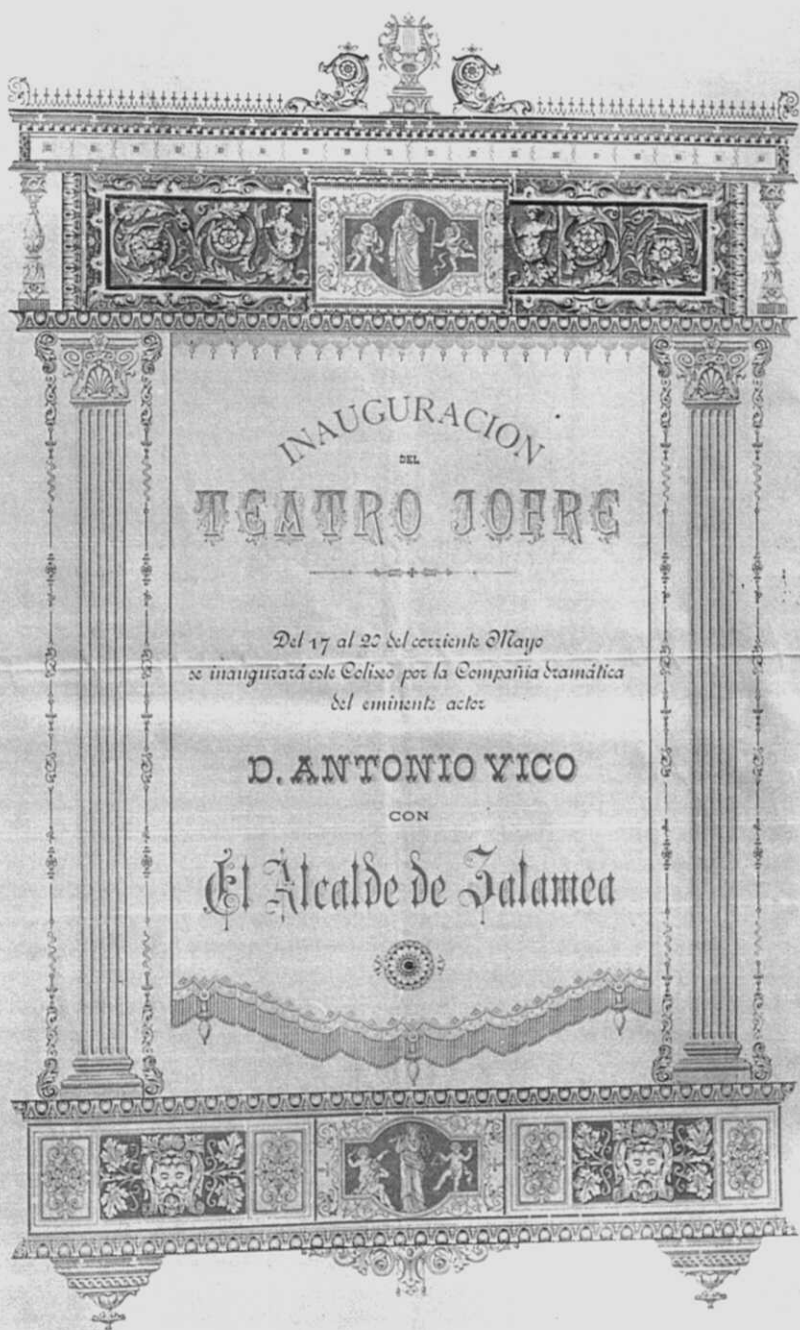 INAUGURACION
DEL
TEATRO JOFRE
Del 17 al 20 del corriente Mayo
se inaugurará este Coliseo por la Compañia dramática
del eminente actor
D. ANTONIO VICO
CON
El Alcalde de Zalamea